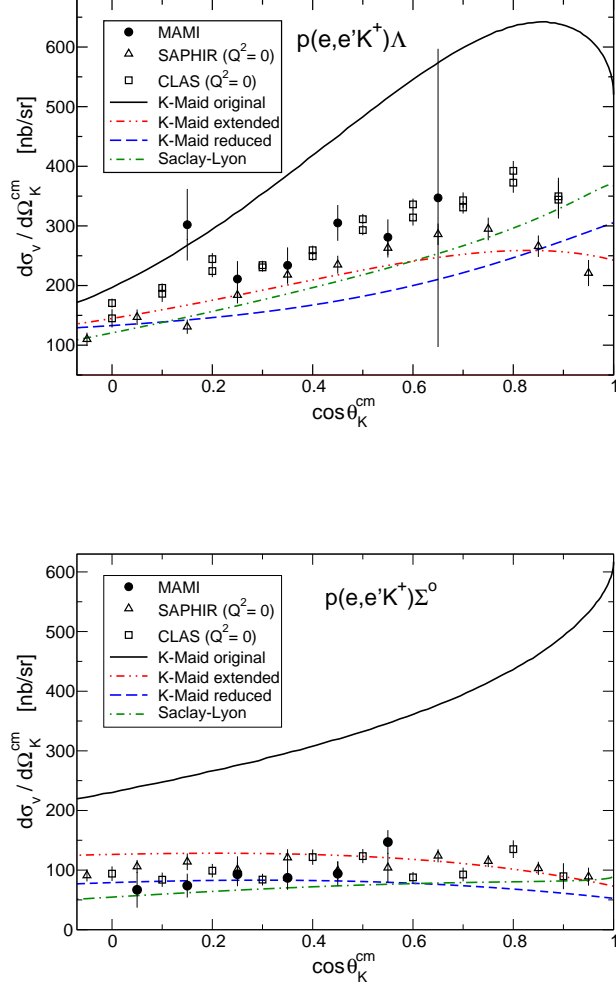 p(e,e'K⁺)Λ
MAMI
SAPHIR (Q²= 0)
CLAS (Q²= 0)
K-Maid original
K-Maid extended
K-Maid reduced
Saclay-Lyon
dσᵥ / dΩ_K^cm [nb/sr]
600
500
400
300
200
100
0 0.2 0.4 0.6 0.8 1
cosθ_K^cm
p(e,e'K⁺)Σ°
MAMI
SAPHIR (Q²= 0)
CLAS (Q²= 0)
K-Maid original
K-Maid extended
K-Maid reduced
Saclay-Lyon
dσᵥ / dΩ_K^cm [nb/sr]
600
500
400
300
200
100
0
0 0.2 0.4 0.6 0.8 1
cosθ_K^cm